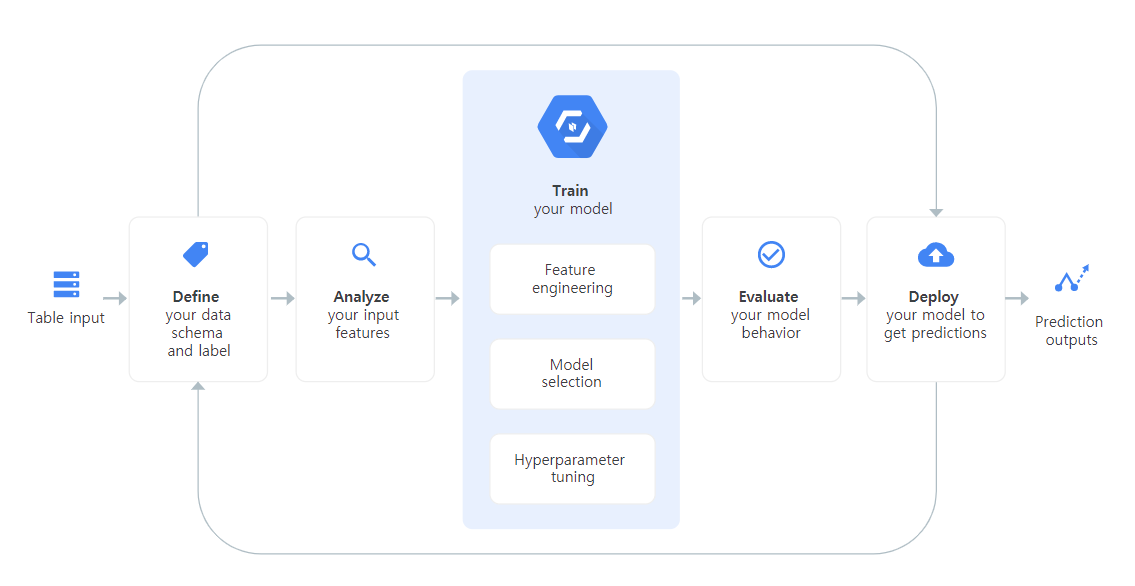 Table input
Define
your data
schema
and label
Analyze
your input
features
Train
your model
Feature
engineering
Model
selection
Hyperparameter
tuning
Evaluate
your model
behavior
Deploy
your model to
get predictions
Prediction
outputs